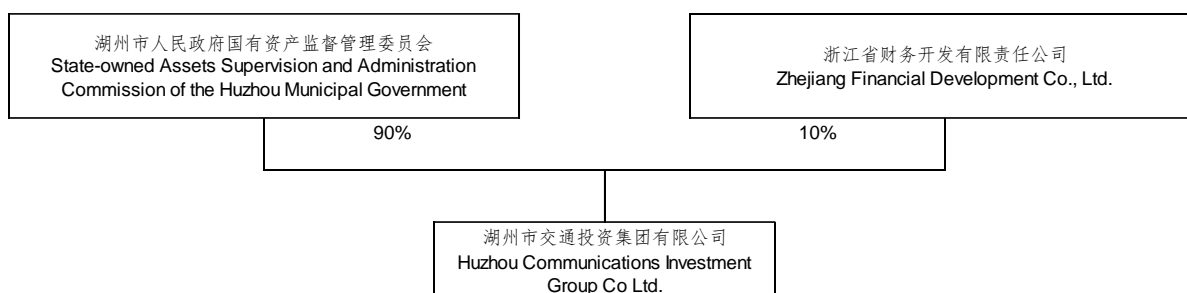 湖州市人民政府国有资产监督管理委员会
State-owned Assets Supervision and Administration
Commission of the Huzhou Municipal Government
浙江省财务开发有限责任公司
Zhejiang Financial Development Co., Ltd.
90%
10%
湖州市交通投资集团有限公司
Huzhou Communications Investment
Group Co Ltd.